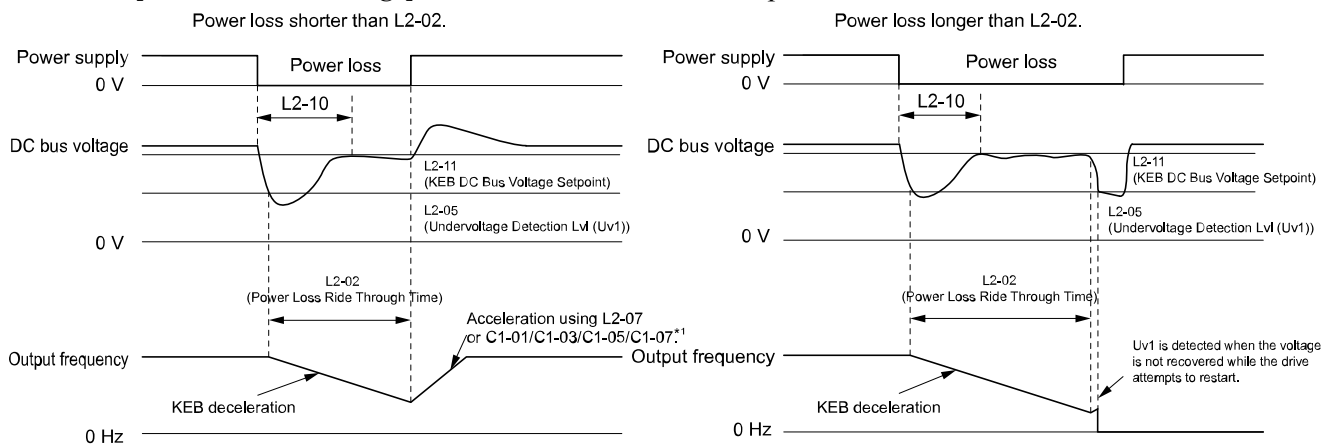 Power loss shorter than L2-02.
Power supply
Power loss
0 V
L2-10
DC bus voltage
L2-11
(KEB DC Bus Voltage Setpoint)
L2-05
(Undervoltage Detection Lvl (Uv1))
0 V
L2-02
(Power Loss Ride Through Time)
Acceleration using L2-07
or C1-01/C1-03/C1-05/C1-07.*1
Output frequency
KEB deceleration
0 Hz
Power loss longer than L2-02.
Power supply
Power loss
0 V
L2-10
DC bus voltage
L2-11
(KEB DC Bus Voltage Setpoint)
L2-05
(Undervoltage Detection Lvl (Uv1))
0 V
L2-02
(Power Loss Ride Through Time)
Output frequency
Uv1 is detected when the voltage
is not recovered while the drive
attempts to restart.
KEB deceleration
0 Hz